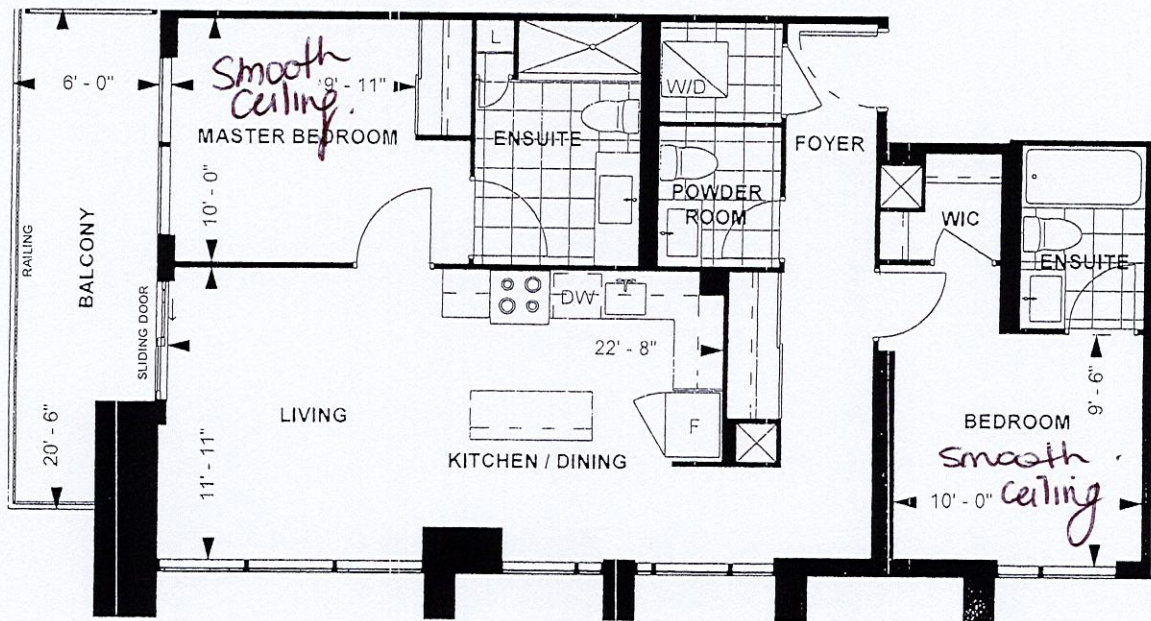 6' - 0"
Smooth
Ceiling.
9' - 11"
MASTER BEDROOM
10' - 0"
L
ENSUITE
W/D
POWDER
ROOM
FOYER
WIC
ENSUITE
RAILING
BALCONY
SLIDING DOOR
20' - 6"
DW
22' - 8"
LIVING
11' - 11"
KITCHEN / DINING
F
9' - 6"
BEDROOM
Smooth
Ceiling
10' - 0"